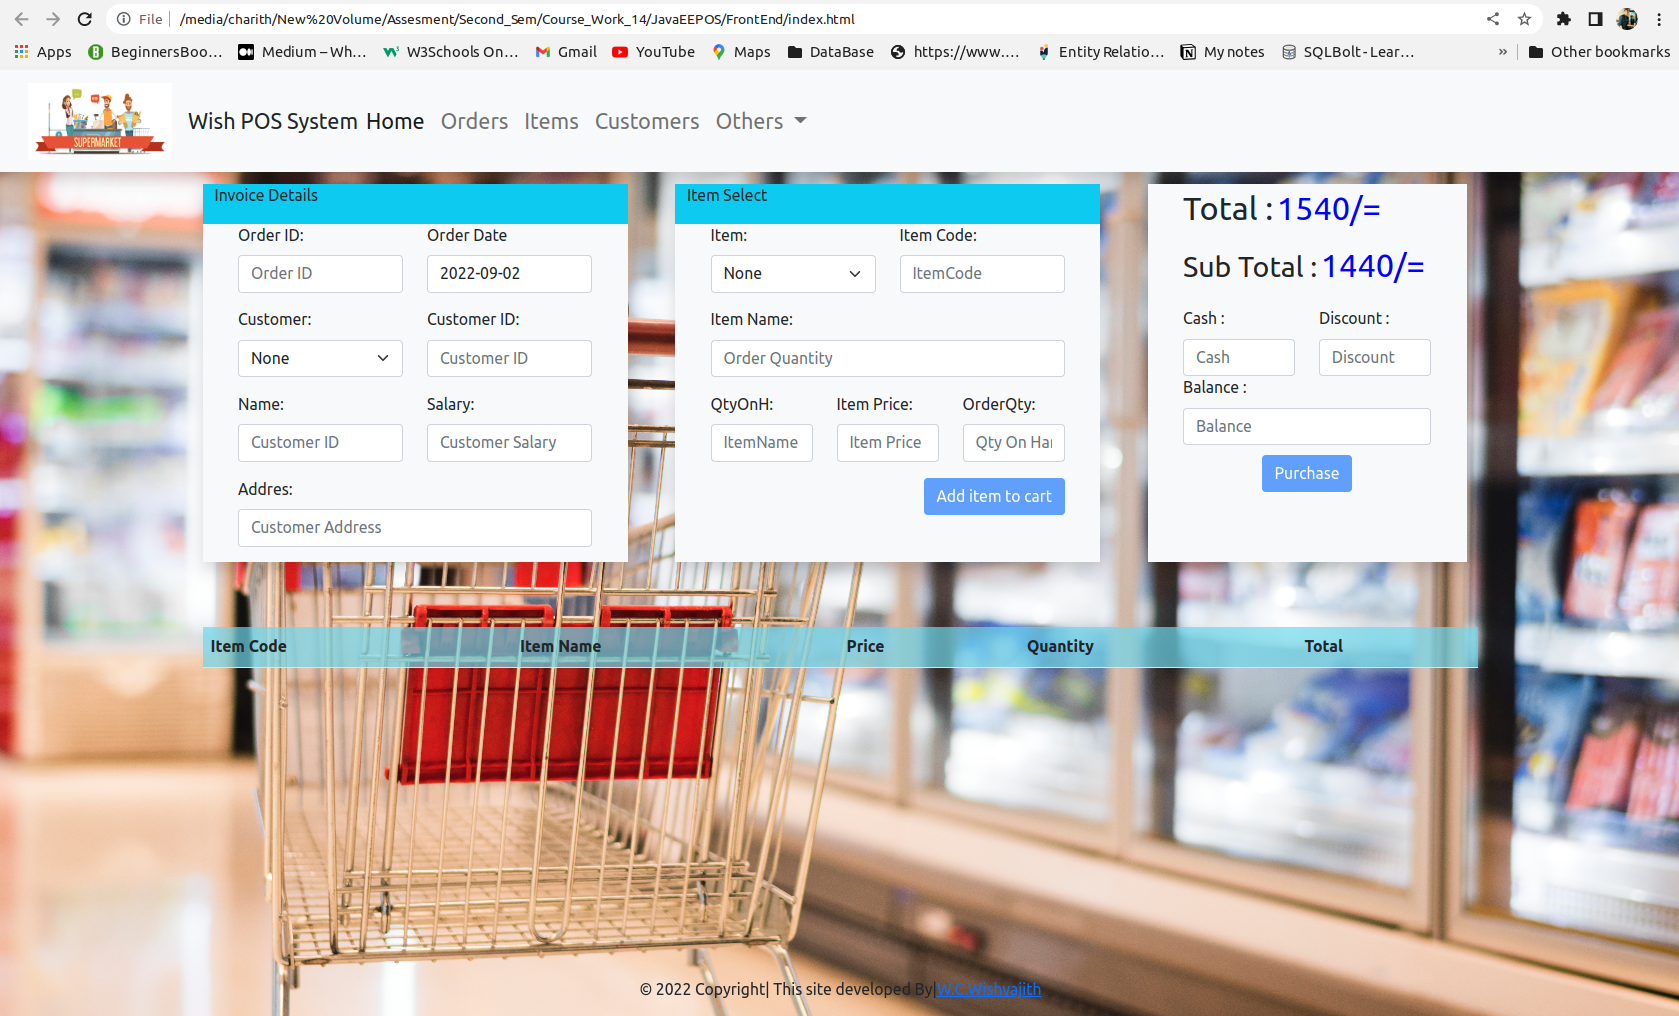 File | /media/charith/New%20Volume/Assesment/Second_Sem/Course_Work_14/JavaEEPOS/FrontEnd/index.html
Apps BeginnersBoo... Medium – Wh... W3Schools On... Gmail YouTube Maps DataBase https://www.... Entity Relatio... My notes SQLBolt - Lear... » Other bookmarks
SUPERMARKET
Wish POS System Home Orders Items Customers Others
Invoice Details
Order ID: Order Date
Order ID 2022-09-02
Customer: Customer ID:
None Customer ID
Name: Salary:
Customer ID Customer Salary
Addres:
Customer Address
Item Select
Item: Item Code:
None ItemCode
Item Name:
Order Quantity
QtyOnH: Item Price: OrderQty:
ItemName Item Price Qty On Ha
Add item to cart
Total : 1540/=
Sub Total : 1440/=
Cash : Discount :
Cash Discount
Balance :
Balance
Purchase
Item Code Item Name Price Quantity Total
© 2022 Copyright| This site developed By|W.C.Wishvajith